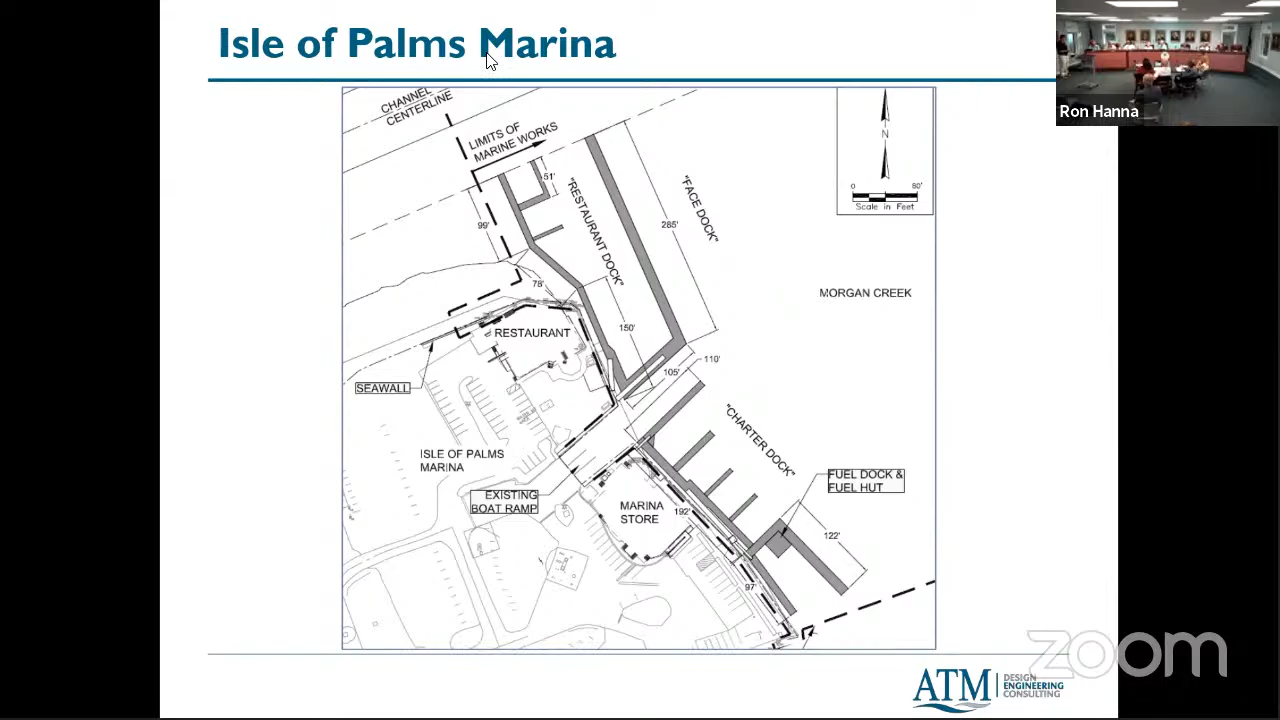 Isle of Palms Marina
Ron Hanna
CHANNEL
CENTERLINE
LIMITS OF
MARINE WORKS
N
0 80'
Scale in Feet
51'
"RESTAURANT DOCK"
"FACE DOCK"
99'
285'
78'
MORGAN CREEK
150'
RESTAURANT
110'
105'
SEAWALL
"CHARTER DOCK"
ISLE OF PALMS
MARINA
FUEL DOCK &
FUEL HUT
EXISTING
BOAT RAMP
MARINA
STORE
192'
122'
97'
zoom
ATM
DESIGN
ENGINEERING
CONSULTING